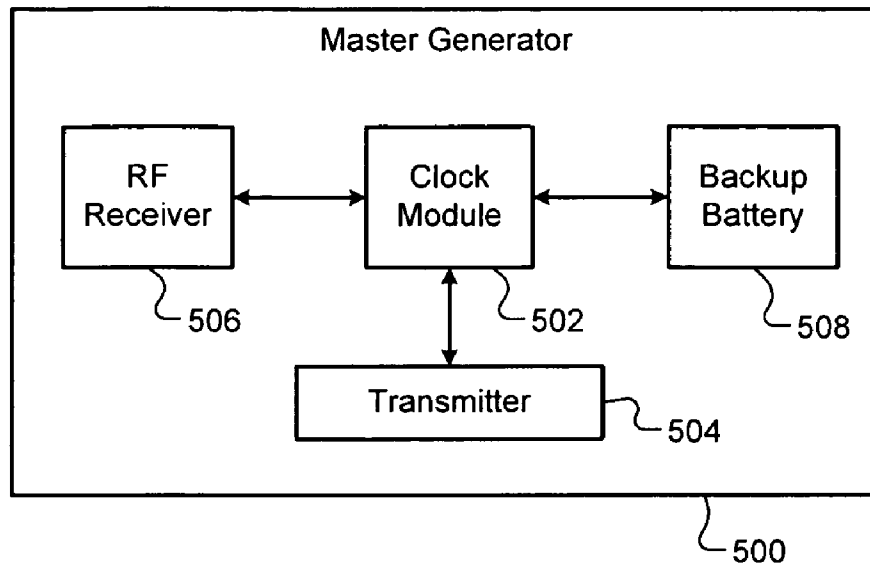 Master Generator
RF
Receiver
Clock
Module
Backup
Battery
506
502
508
Transmitter
504
500